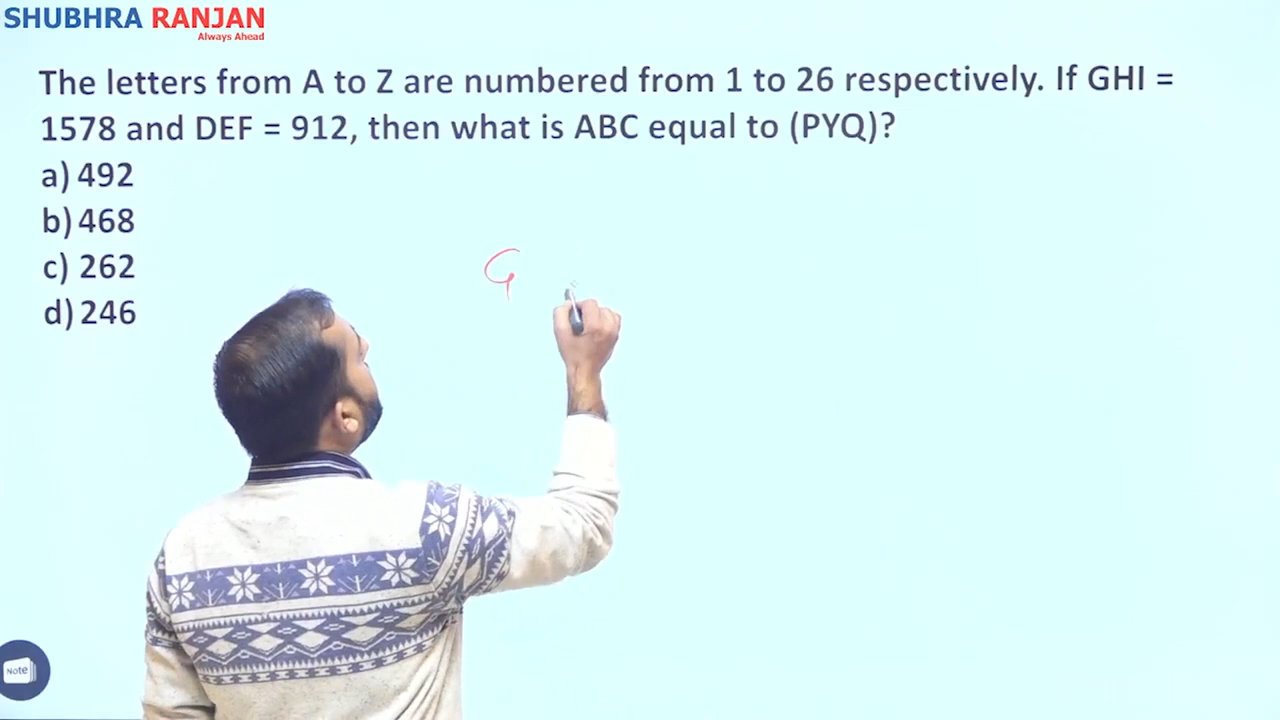 SHUBHRA RANJAN
Always Ahead
The letters from A to Z are numbered from 1 to 26 respectively. If GHI =
1578 and DEF = 912, then what is ABC equal to (PYQ)?
a) 492
b) 468
c) 262
d) 246
G
Note